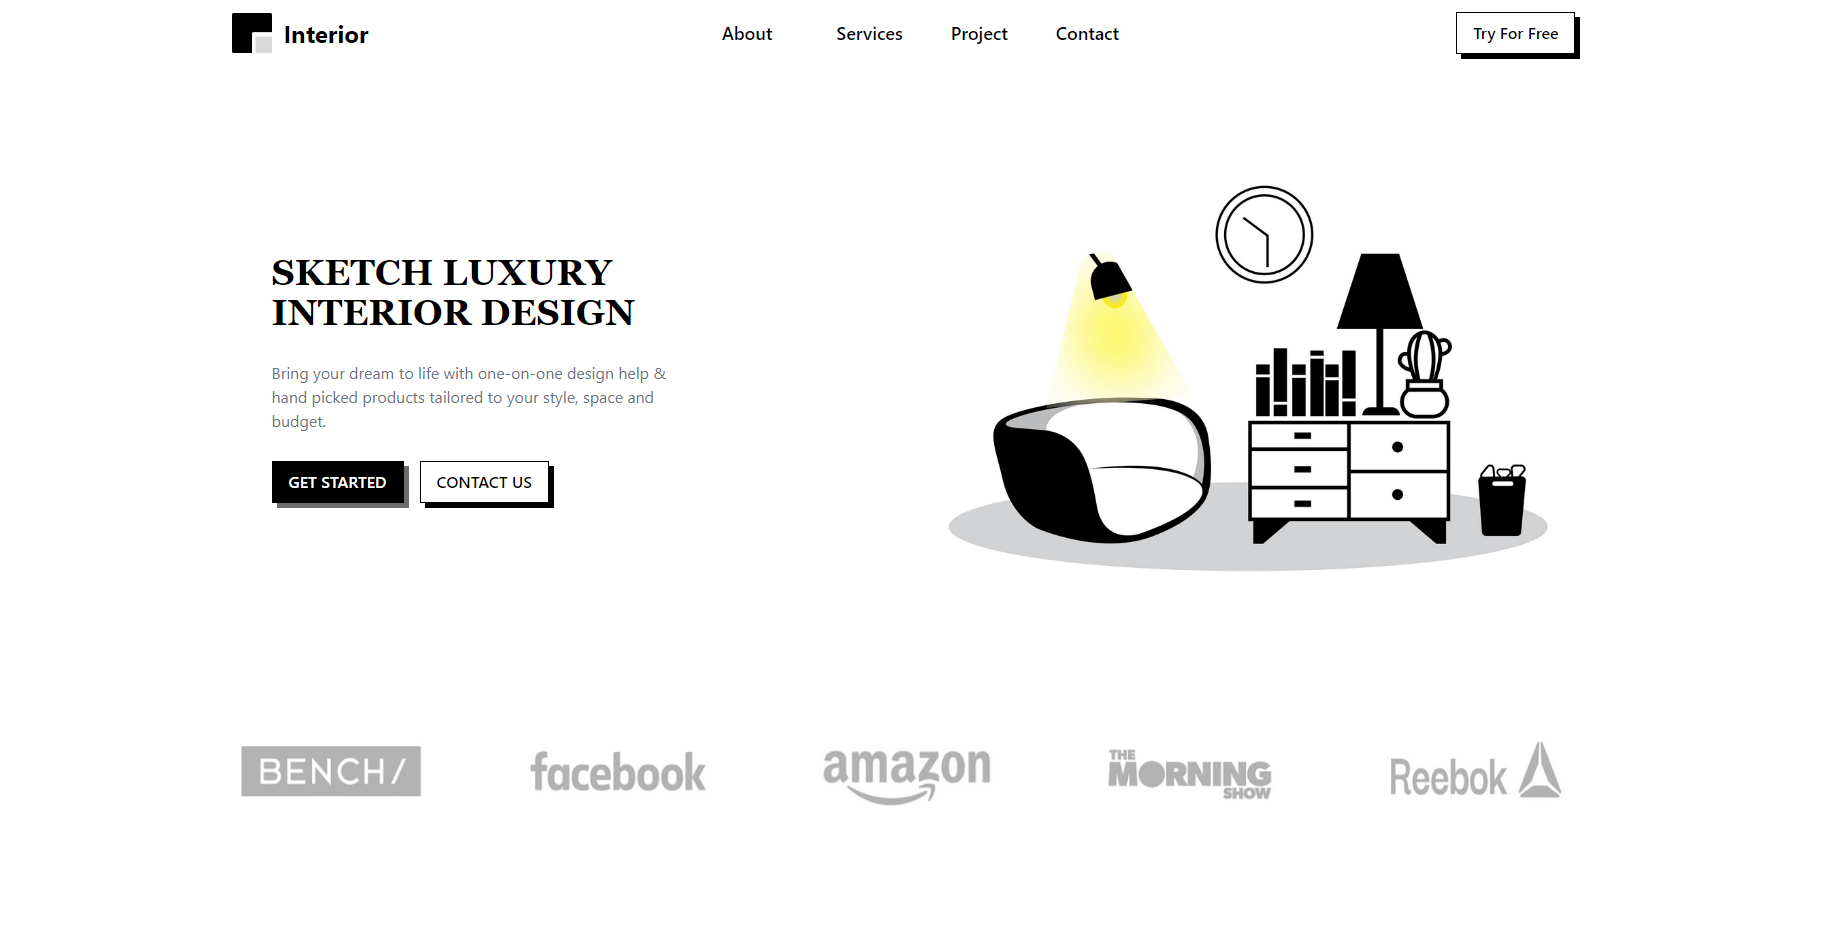 Interior
About Services Project Contact
Try For Free
SKETCH LUXURY
INTERIOR DESIGN
Bring your dream to life with one-on-one design help &
hand picked products tailored to your style, space and
budget.
GET STARTED
CONTACT US
BENCH/
facebook
amazon
THE
MORNING
SHOW
Reebok